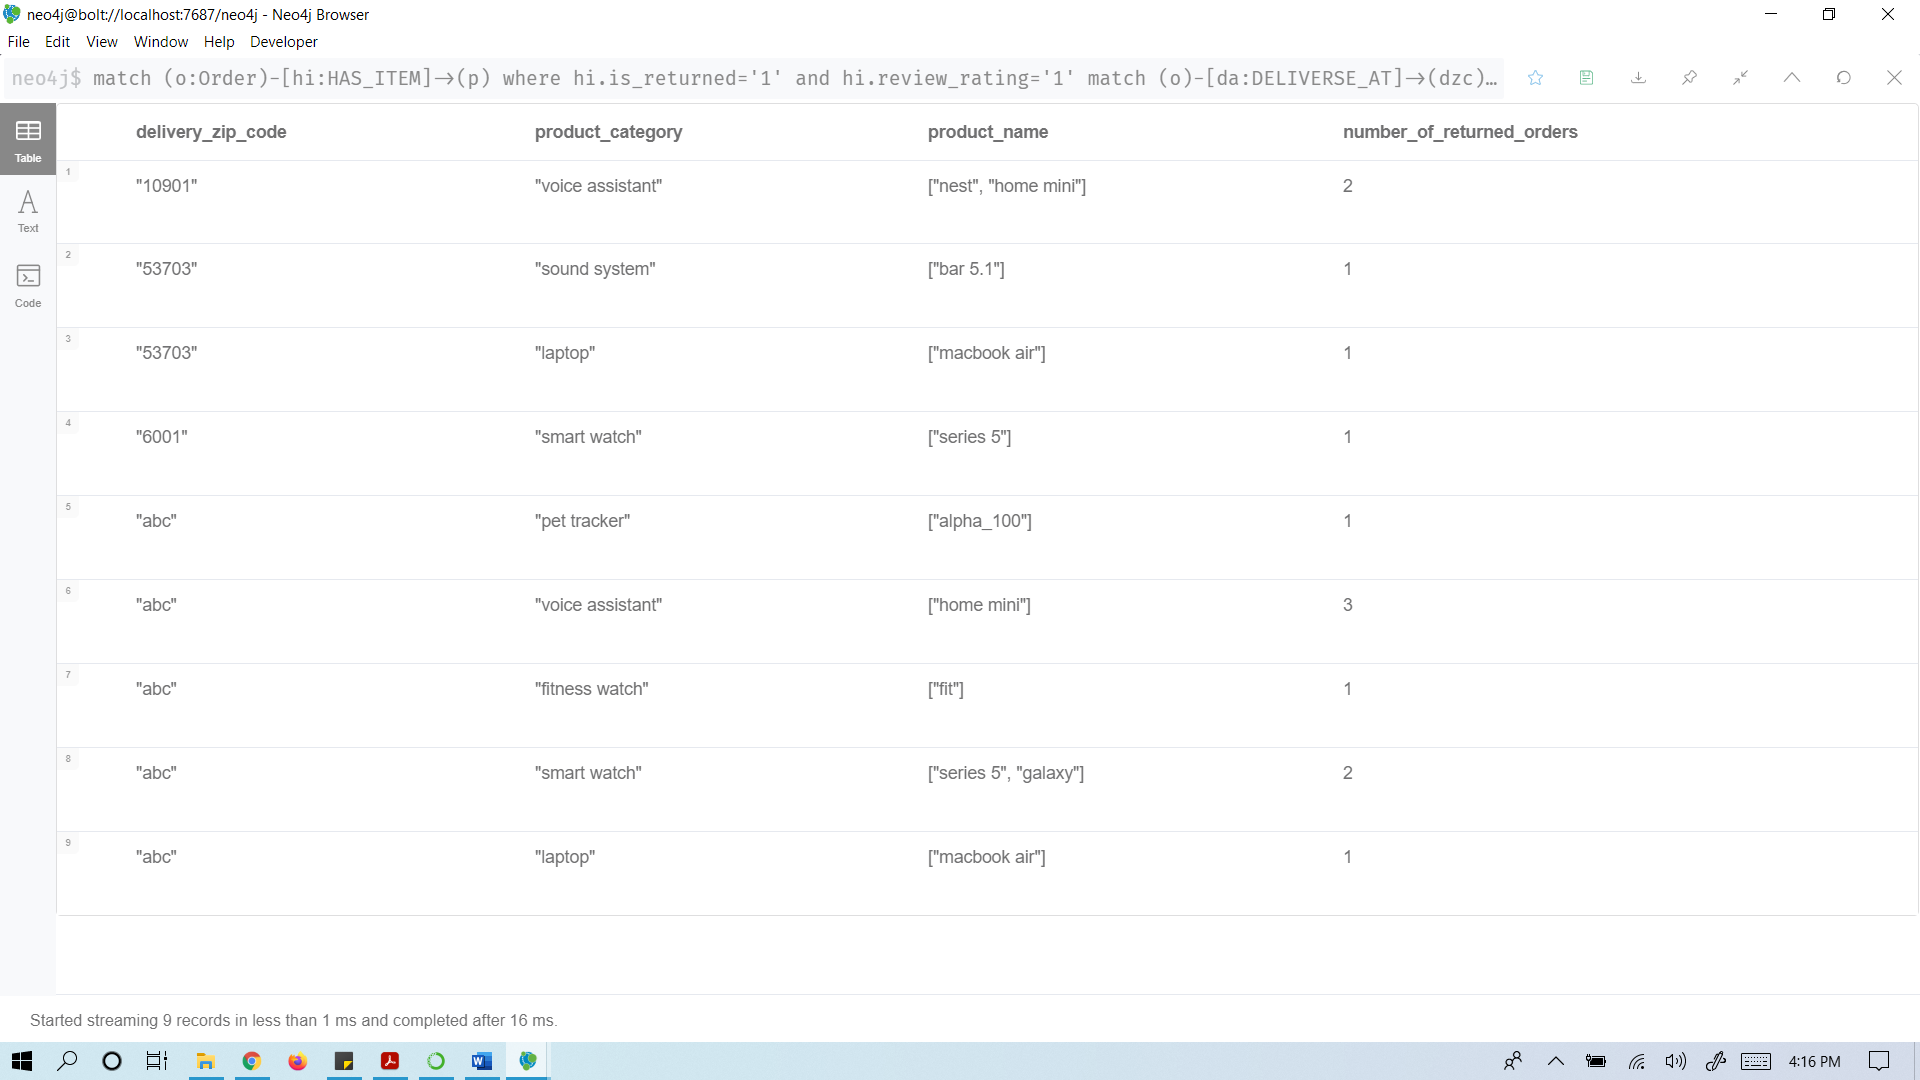 neo4j@bolt://localhost:7687/neo4j - Neo4j Browser
File Edit View Window Help Developer
neo4j$ match (o:Order)-[hi:HAS_ITEM]→(p) where hi.is_returned='1' and hi.review_rating='1' match (o)-[da:DELIVERSE_AT]→(dzc)…
Table
Text
Code
delivery_zip_code product_category product_name number_of_returned_orders
1 "10901" "voice assistant" ["nest", "home mini"] 2
2 "53703" "sound system" ["bar 5.1"] 1
3 "53703" "laptop" ["macbook air"] 1
4 "6001" "smart watch" ["series 5"] 1
5 "abc" "pet tracker" ["alpha_100"] 1
6 "abc" "voice assistant" ["home mini"] 3
7 "abc" "fitness watch" ["fit"] 1
8 "abc" "smart watch" ["series 5", "galaxy"] 2
9 "abc" "laptop" ["macbook air"] 1
Started streaming 9 records in less than 1 ms and completed after 16 ms.
4:16 PM